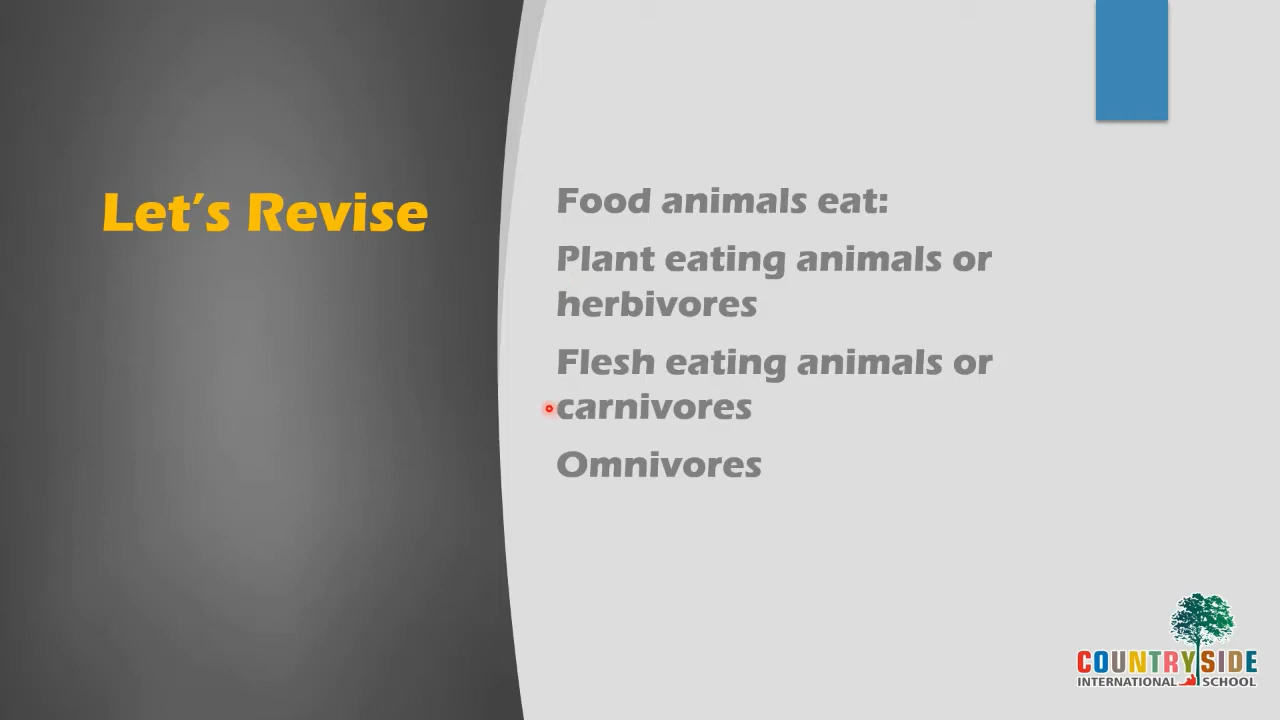 Let's Revise
Food animals eat:
Plant eating animals or
herbivores
Flesh eating animals or
carnivores
Omnivores
COUNTRYSIDE
INTERNATIONAL SCHOOL